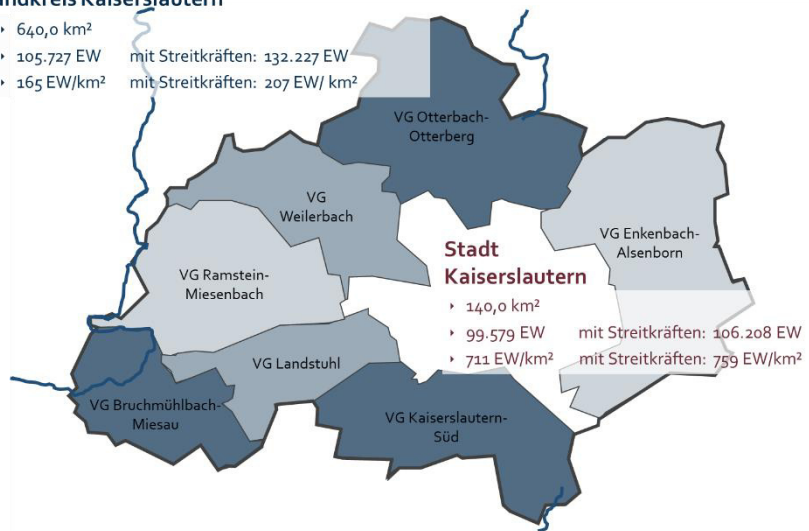 ndkreis Kaiserslautern
640,0 km²
105.727 EW mit Streitkräften: 132.227 EW
165 EW/km² mit Streitkräften: 207 EW/ km²
VG Otterbach-
Otterberg
VG
Weilerbach
VG Enkenbach-
Alsenborn
VG Ramstein-
Miesenbach
Stadt
Kaiserslautern
140,0 km²
99.579 EW mit Streitkräften: 106.208 EW
711 EW/km² mit Streitkräften: 759 EW/km²
VG Landstuhl
VG Bruchmühlbach-
Miesau
VG Kaiserslautern-
Süd